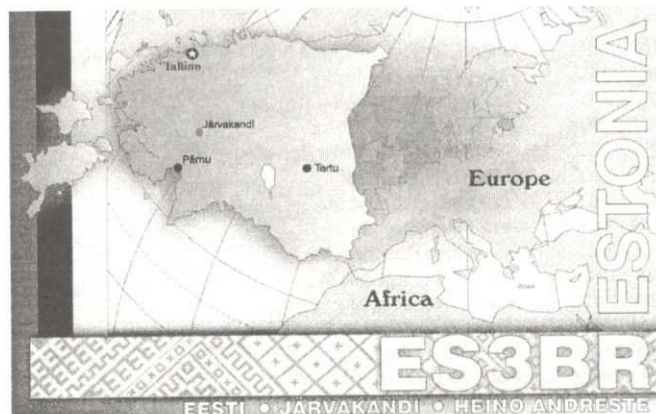 Tallinn
Järvakandi
Pärnu
Tartu
Europe
Africa
ESTONIA
ES3BR
EESTI • JÄRVAKANDI • HEINO ANDRESTE